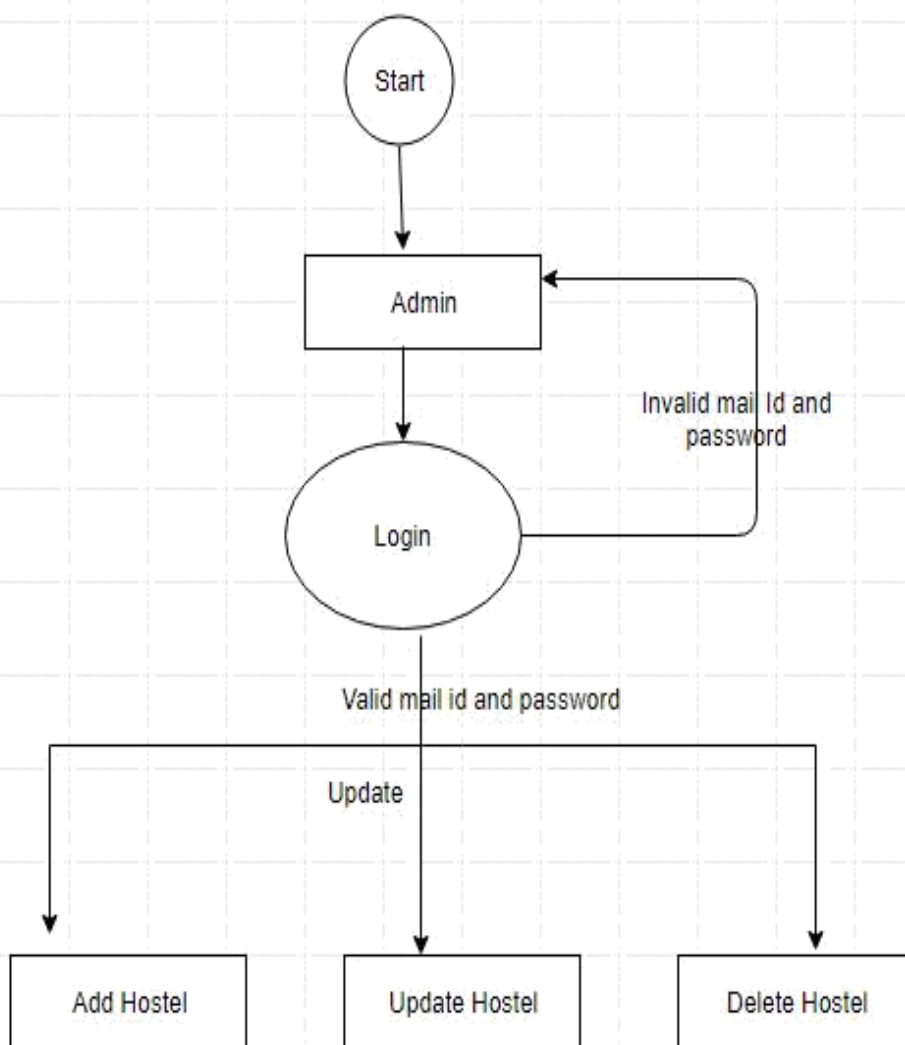 Start
Admin
Invalid mail Id and
password
Login
Valid mail id and password
Update
Add Hostel
Update Hostel
Delete Hostel